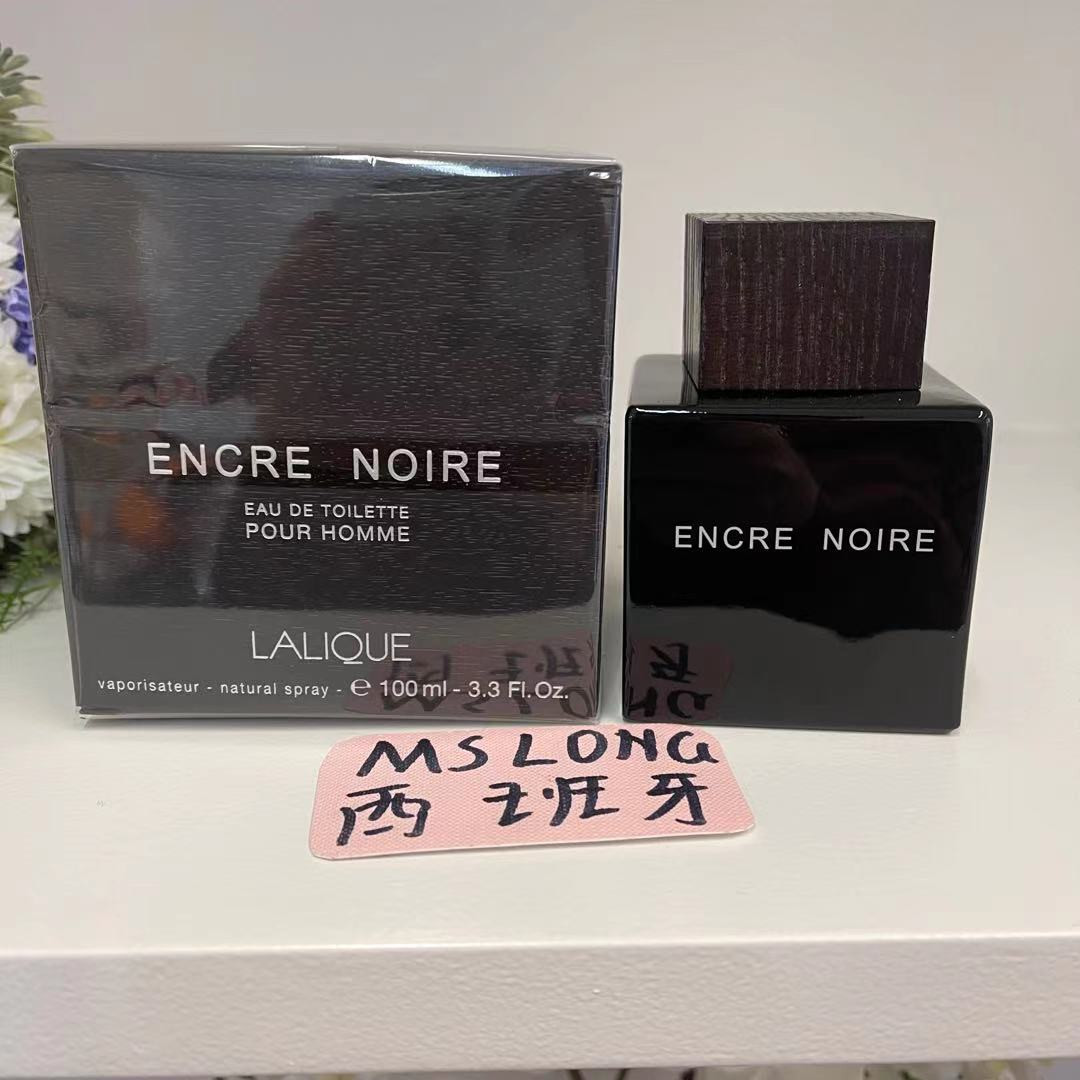 ENCRE NOIRE
EAU DE TOILETTE
POUR HOMME
LALIQUE
vaporisateur - natural spray - ℮ 100 ml - 3.3 Fl.Oz.
ENCRE NOIRE
MSLONG
西班牙